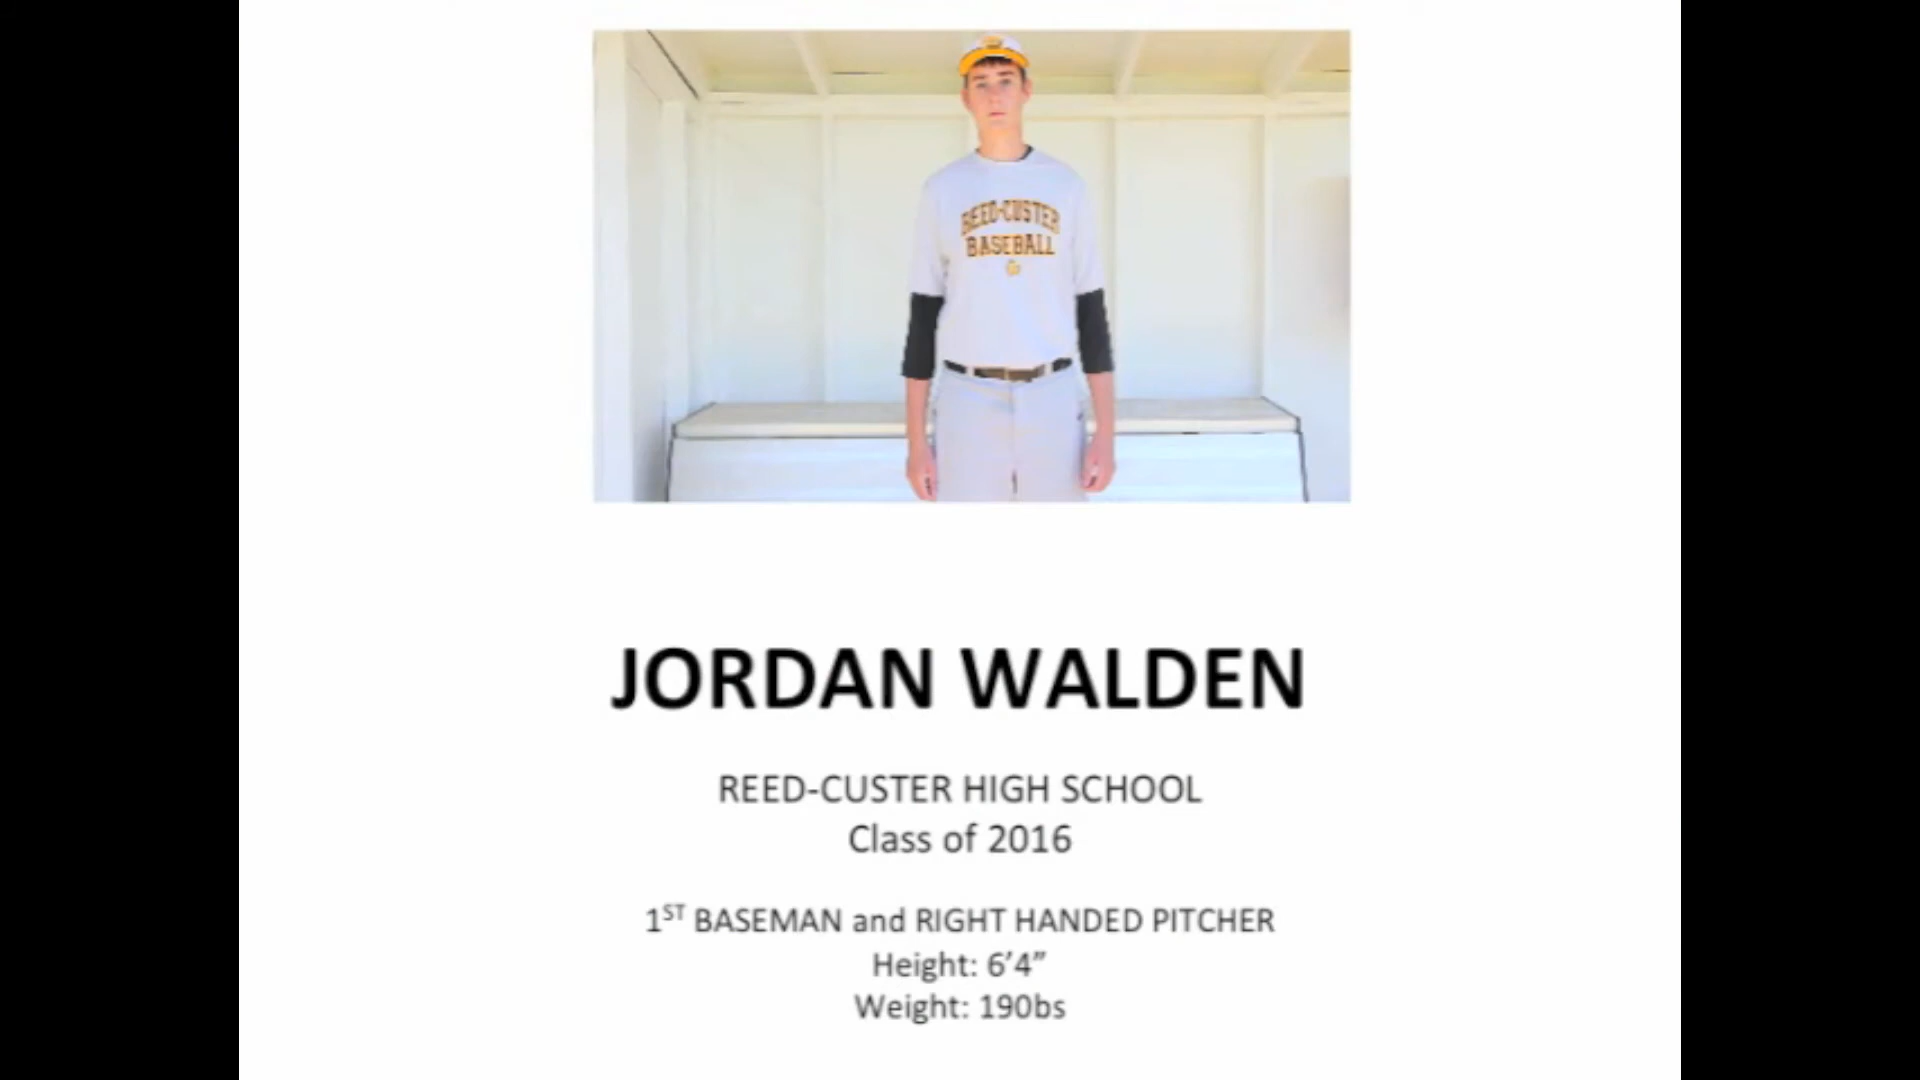 REED-CUSTER
BASEBALL
JORDAN WALDEN
REED-CUSTER HIGH SCHOOL
Class of 2016
1ST BASEMAN and RIGHT HANDED PITCHER
Height: 6’4”
Weight: 190bs